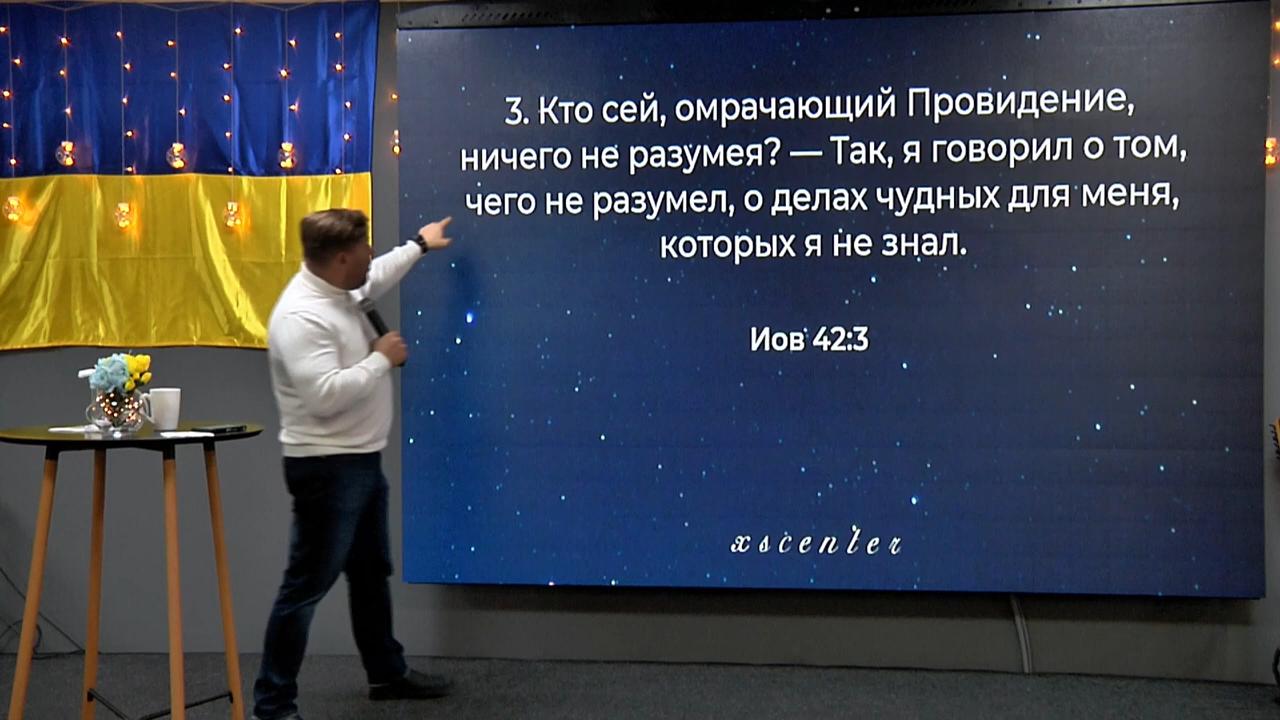 3. Кто сей, омрачающий Провидение,
ничего не разумея? — Так, я говорил о том,
чего не разумел, о делах чудных для меня,
которых я не знал.
Иов 42:3
xscenter